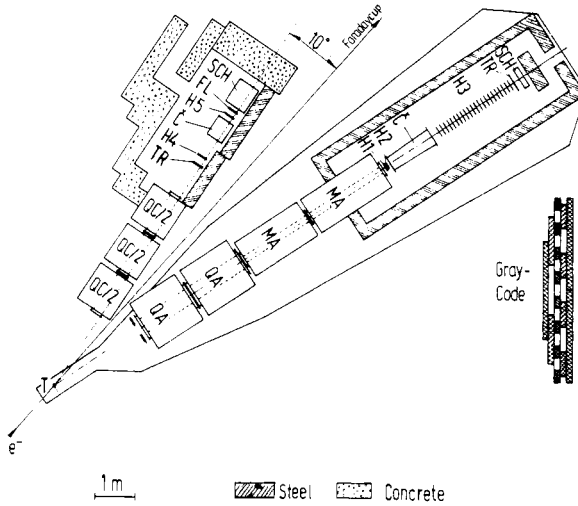 10°
Faradaycup
SCH
FL
H5
Č
H4
TR
QC/2
QC/2
QC/2
SCH
TR
H3
Č
H2
H1
MA
MA
QA
QA
T
e⁻
Gray-
Code
1m
Steel
Concrete